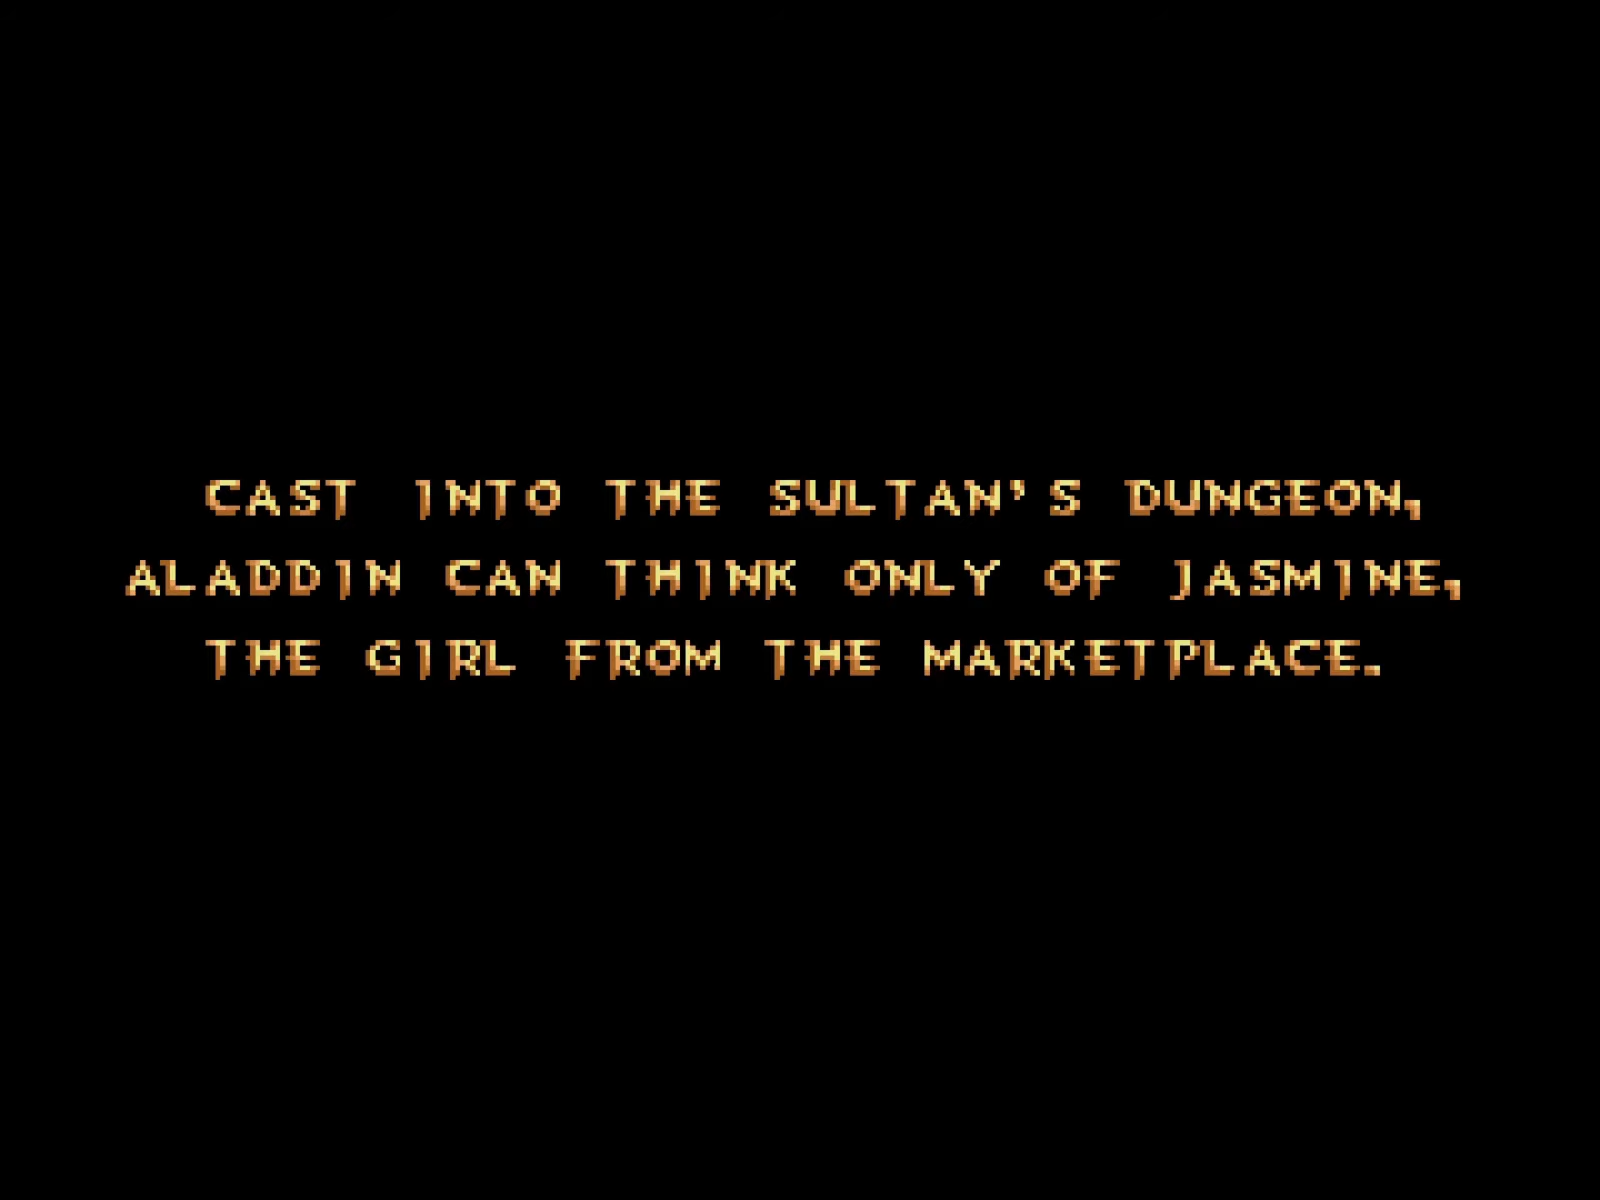 CAST INTO THE SULTAN'S DUNGEON,
ALADDIN CAN THINK ONLY OF JASMINE,
THE GIRL FROM THE MARKETPLACE.